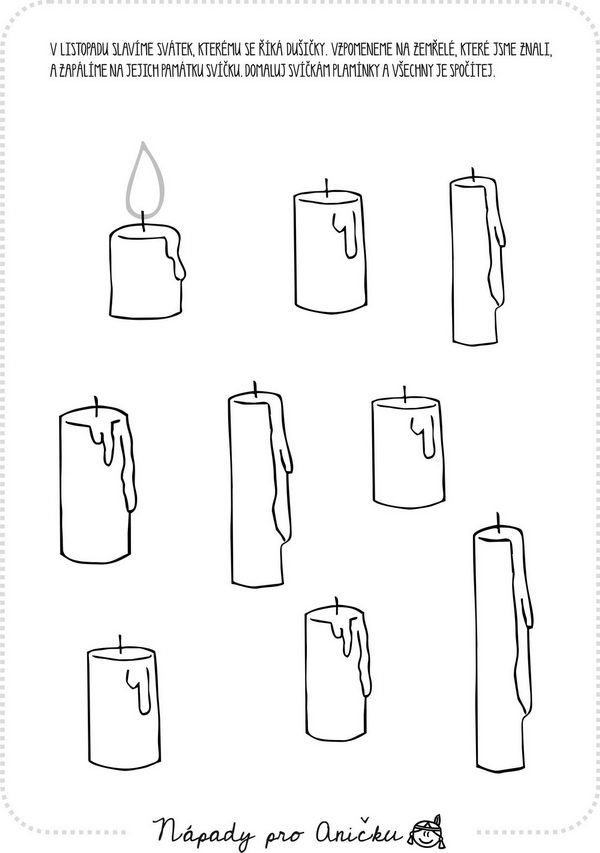 V LISTOPADU SLAVÍME SVÁTEK, KTERÉMU SE ŘÍKÁ DUŠIČKY. VZPOMENEME NA ZEMŘELÉ, KTERÉ JSME ZNALI,
A ZAPÁLÍME NA JEJICH PAMÁTKU SVÍČKU. DOMALUJ SVÍČKÁM PLAMÍNKY A VŠECHNY JE SPOČÍTEJ.
Nápady pro Aničku